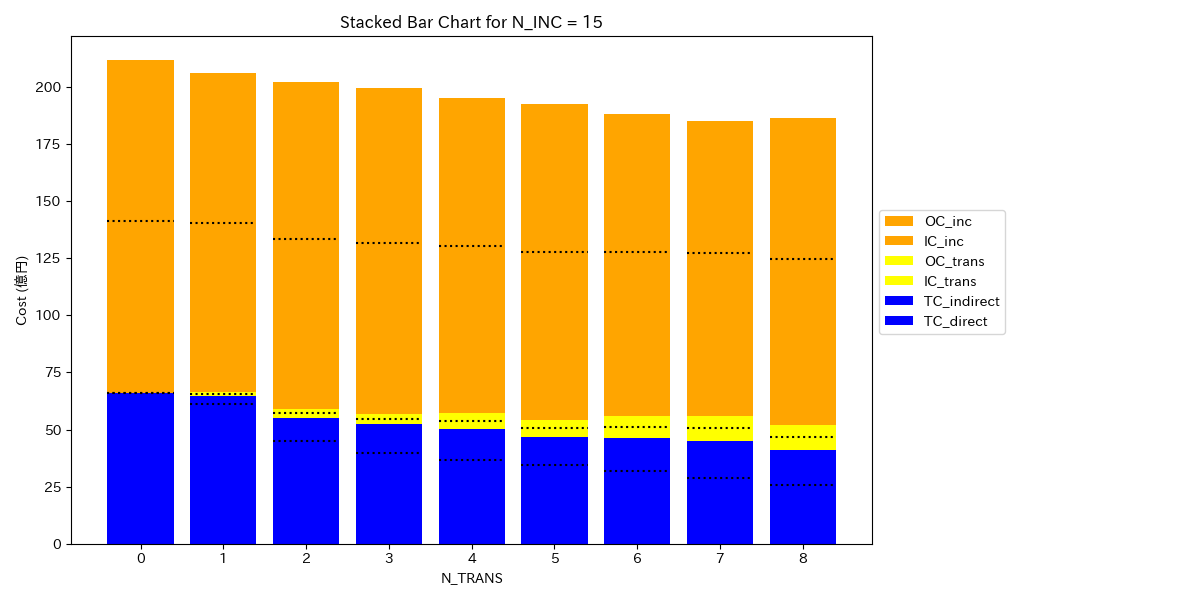 Stacked Bar Chart for N_INC = 15
Cost (億円)
200
175
150
125
100
75
50
25
0
0 1 2 3 4 5 6 7 8
N_TRANS
OC_inc
IC_inc
OC_trans
IC_trans
TC_indirect
TC_direct